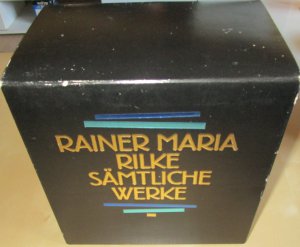 RAINER MARIA
RILKE
SÄMTLICHE
WERKE